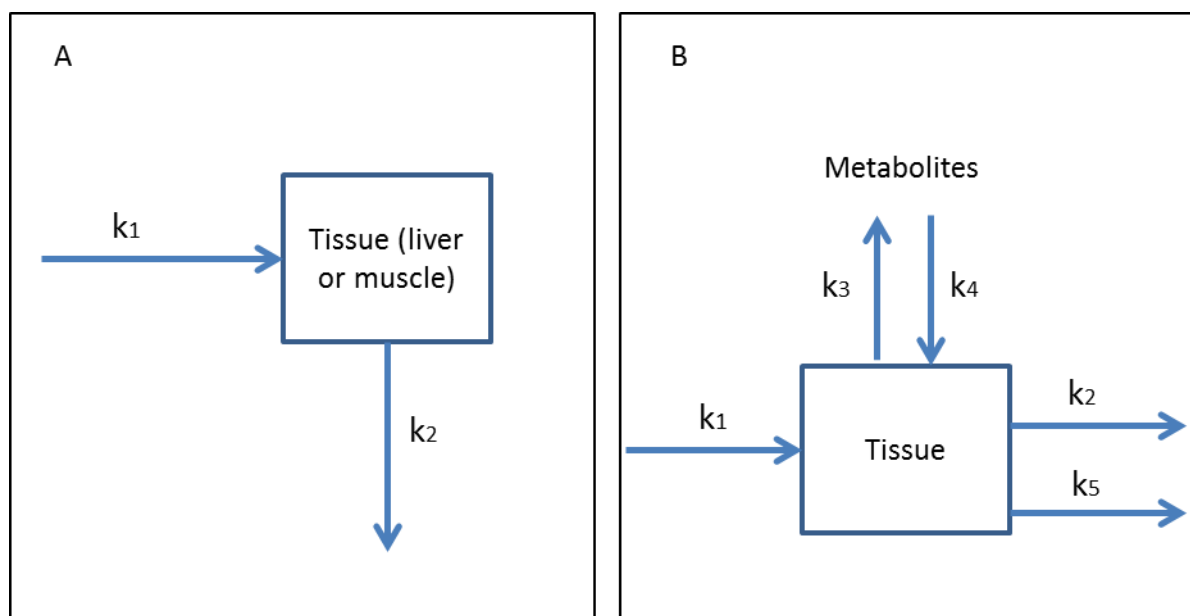 A
k1
Tissue (liver
or muscle)
k2
B
Metabolites
k3
k4
k1
Tissue
k2
k5